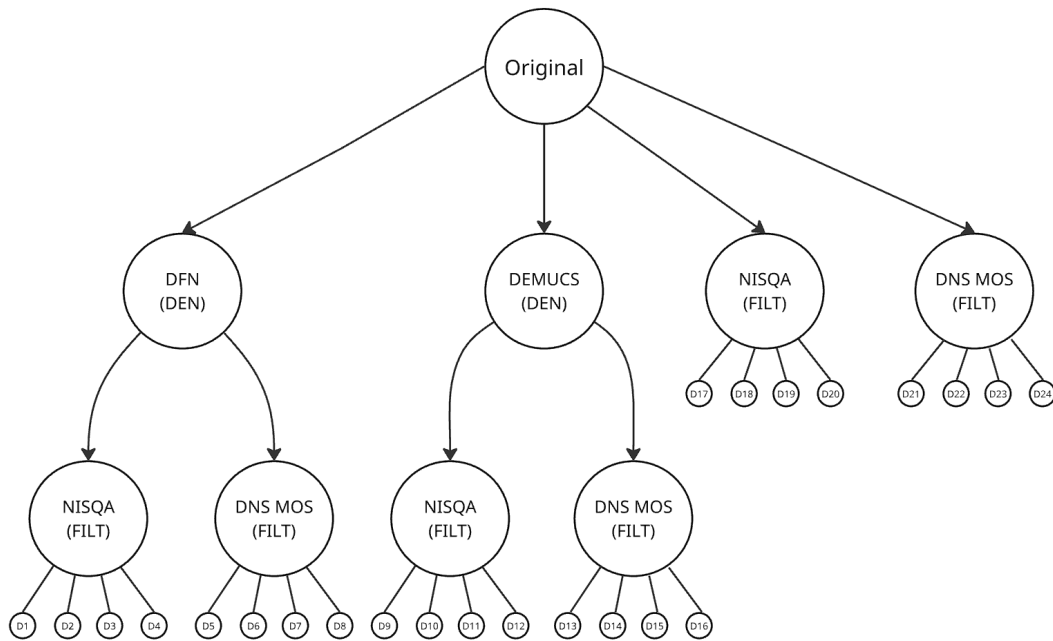 Original
DFN
(DEN)
DEMUCS
(DEN)
NISQA
(FILT)
DNS MOS
(FILT)
D17
D18
D19
D20
D21
D22
D23
D24
NISQA
(FILT)
DNS MOS
(FILT)
NISQA
(FILT)
DNS MOS
(FILT)
D1
D2
D3
D4
D5
D6
D7
D8
D9
D10
D11
D12
D13
D14
D15
D16